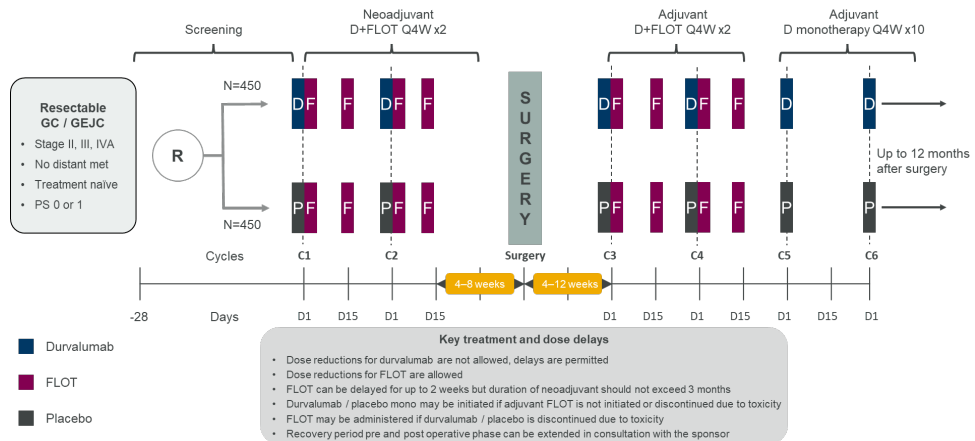 Screening
Neoadjuvant
D+FLOT Q4W x2
Adjuvant
D+FLOT Q4W x2
Adjuvant
D monotherapy Q4W x10
Resectable
GC / GEJC
• Stage II, III, IVA
• No distant met
• Treatment naïve
• PS 0 or 1
R
N=450
N=450
D F F D F F
SURGERY
D F F D F F D D
P F F P F F
P F F P F F P P
Up to 12 months
after surgery
Cycles C1 C2 Surgery C3 C4 C5 C6
4–8 weeks 4–12 weeks
-28 Days D1 D15 D1 D15 D1 D15 D1 D15 D1 D15 D1
Durvalumab
FLOT
Placebo
Key treatment and dose delays
• Dose reductions for durvalumab are not allowed, delays are permitted
• Dose reductions for FLOT are allowed
• FLOT can be delayed for up to 2 weeks but duration of neoadjuvant should not exceed 3 months
• Durvalumab / placebo mono may be initiated if adjuvant FLOT is not initiated or discontinued due to toxicity
• FLOT may be administered if durvalumab / placebo is discontinued due to toxicity
• Recovery period pre and post operative phase can be extended in consultation with the sponsor